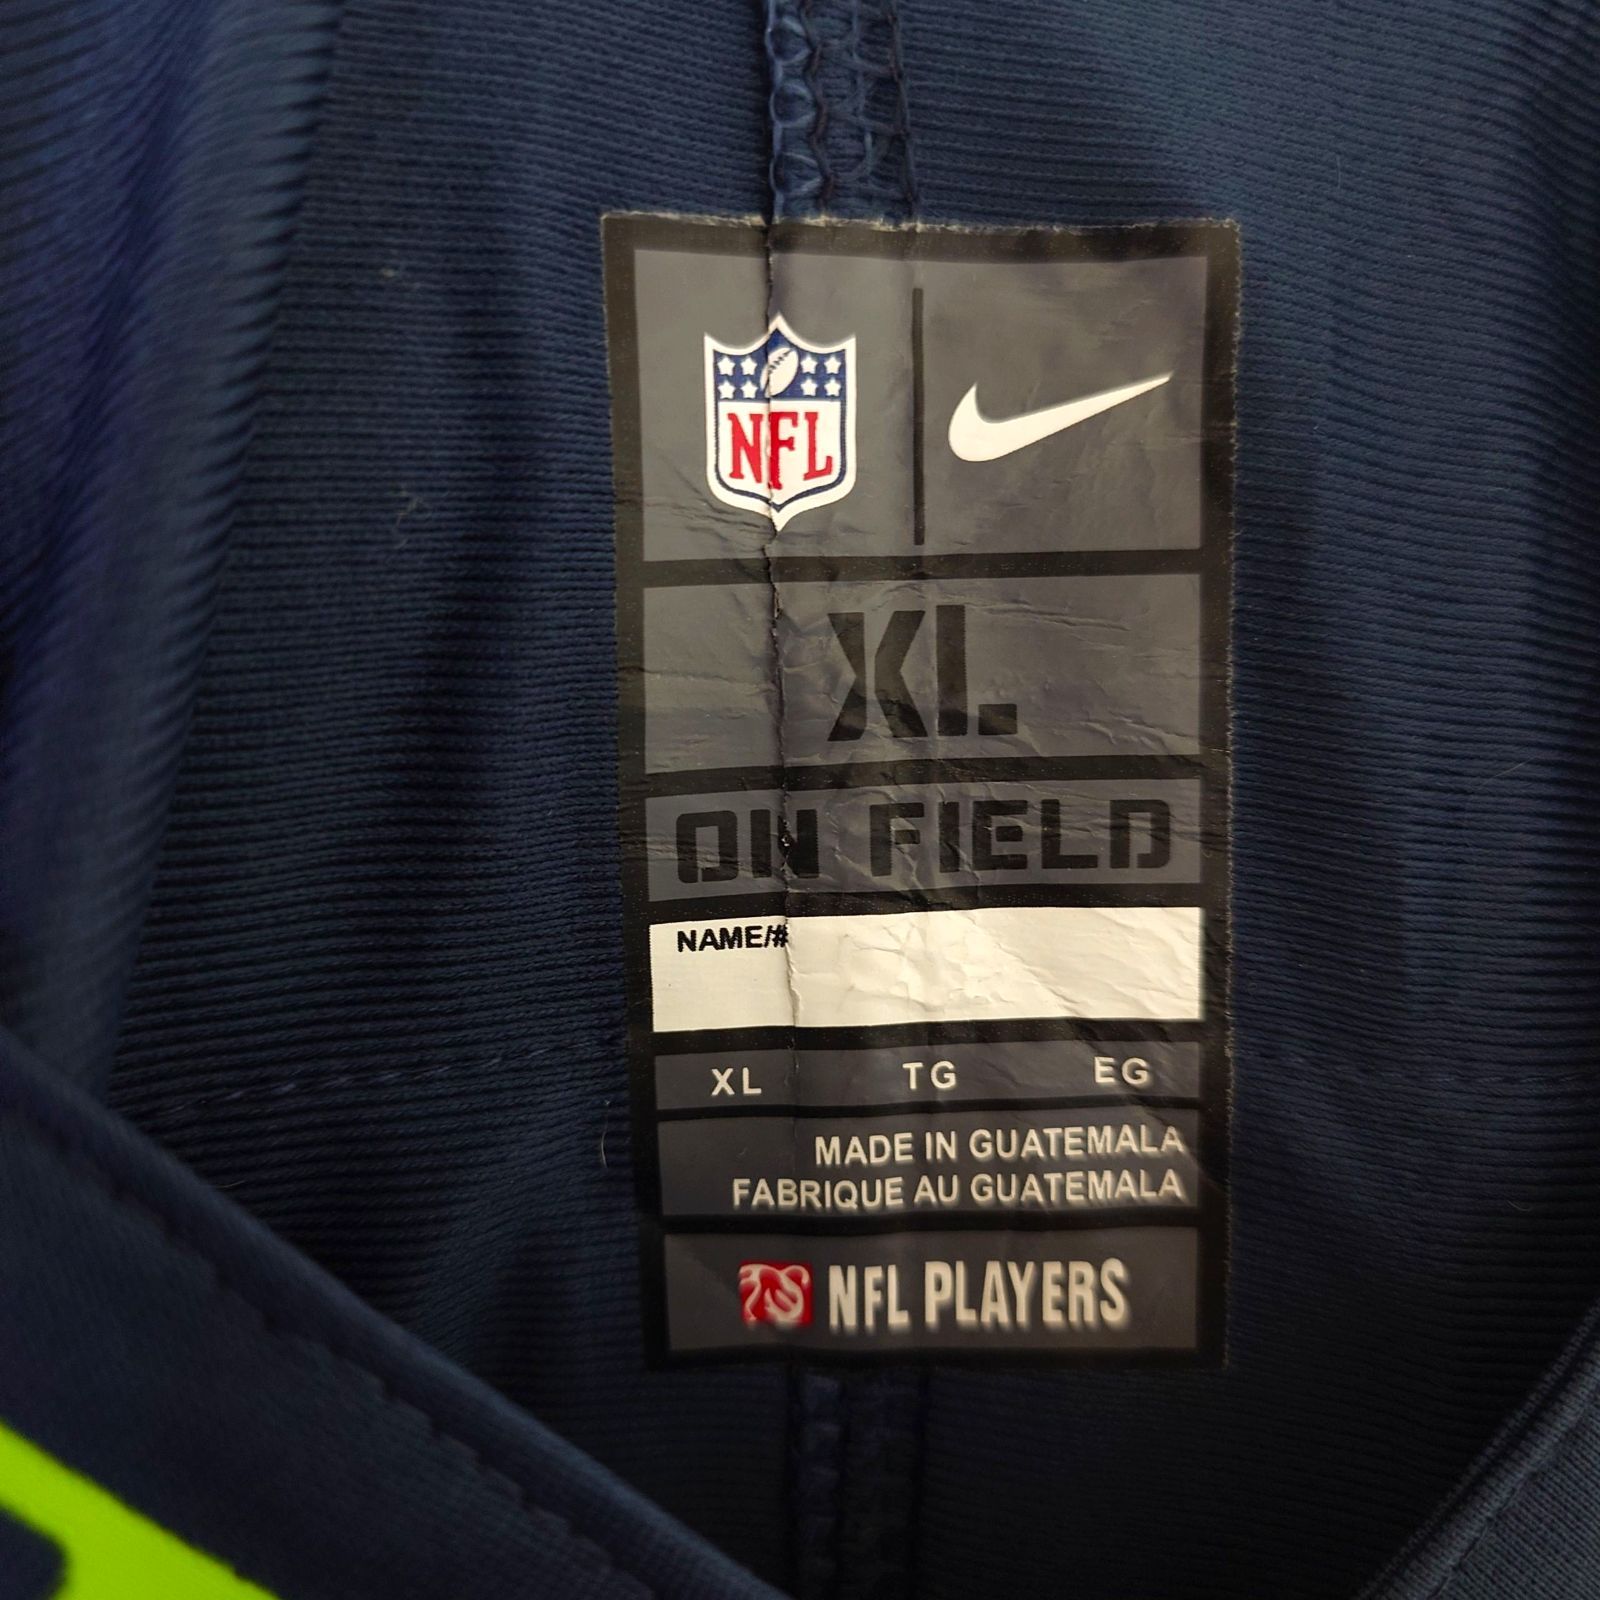 NFL
XL
ON FIELD
NAME/#
XL TG EG
MADE IN GUATEMALA
FABRIQUE AU GUATEMALA
NFL PLAYERS